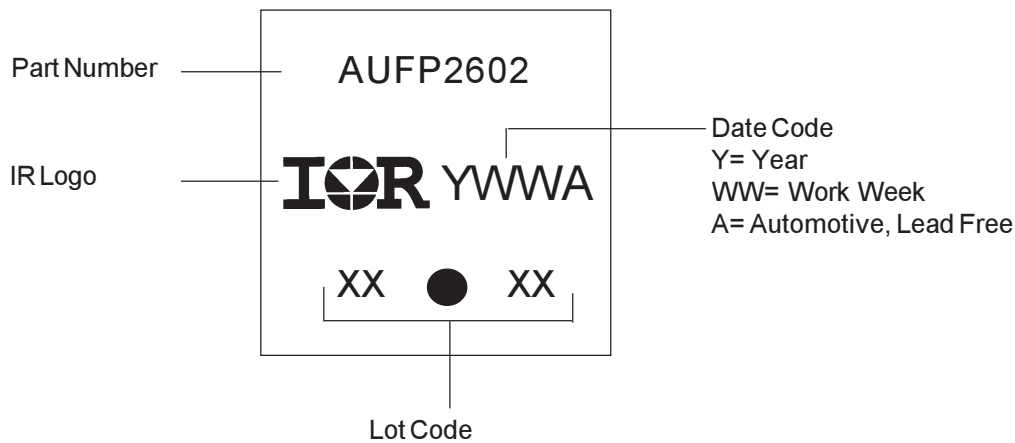 Part Number
AUFP2602
IR Logo
IOR YWWA
Date Code
Y= Year
WW= Work Week
A= Automotive, Lead Free
XX XX
Lot Code